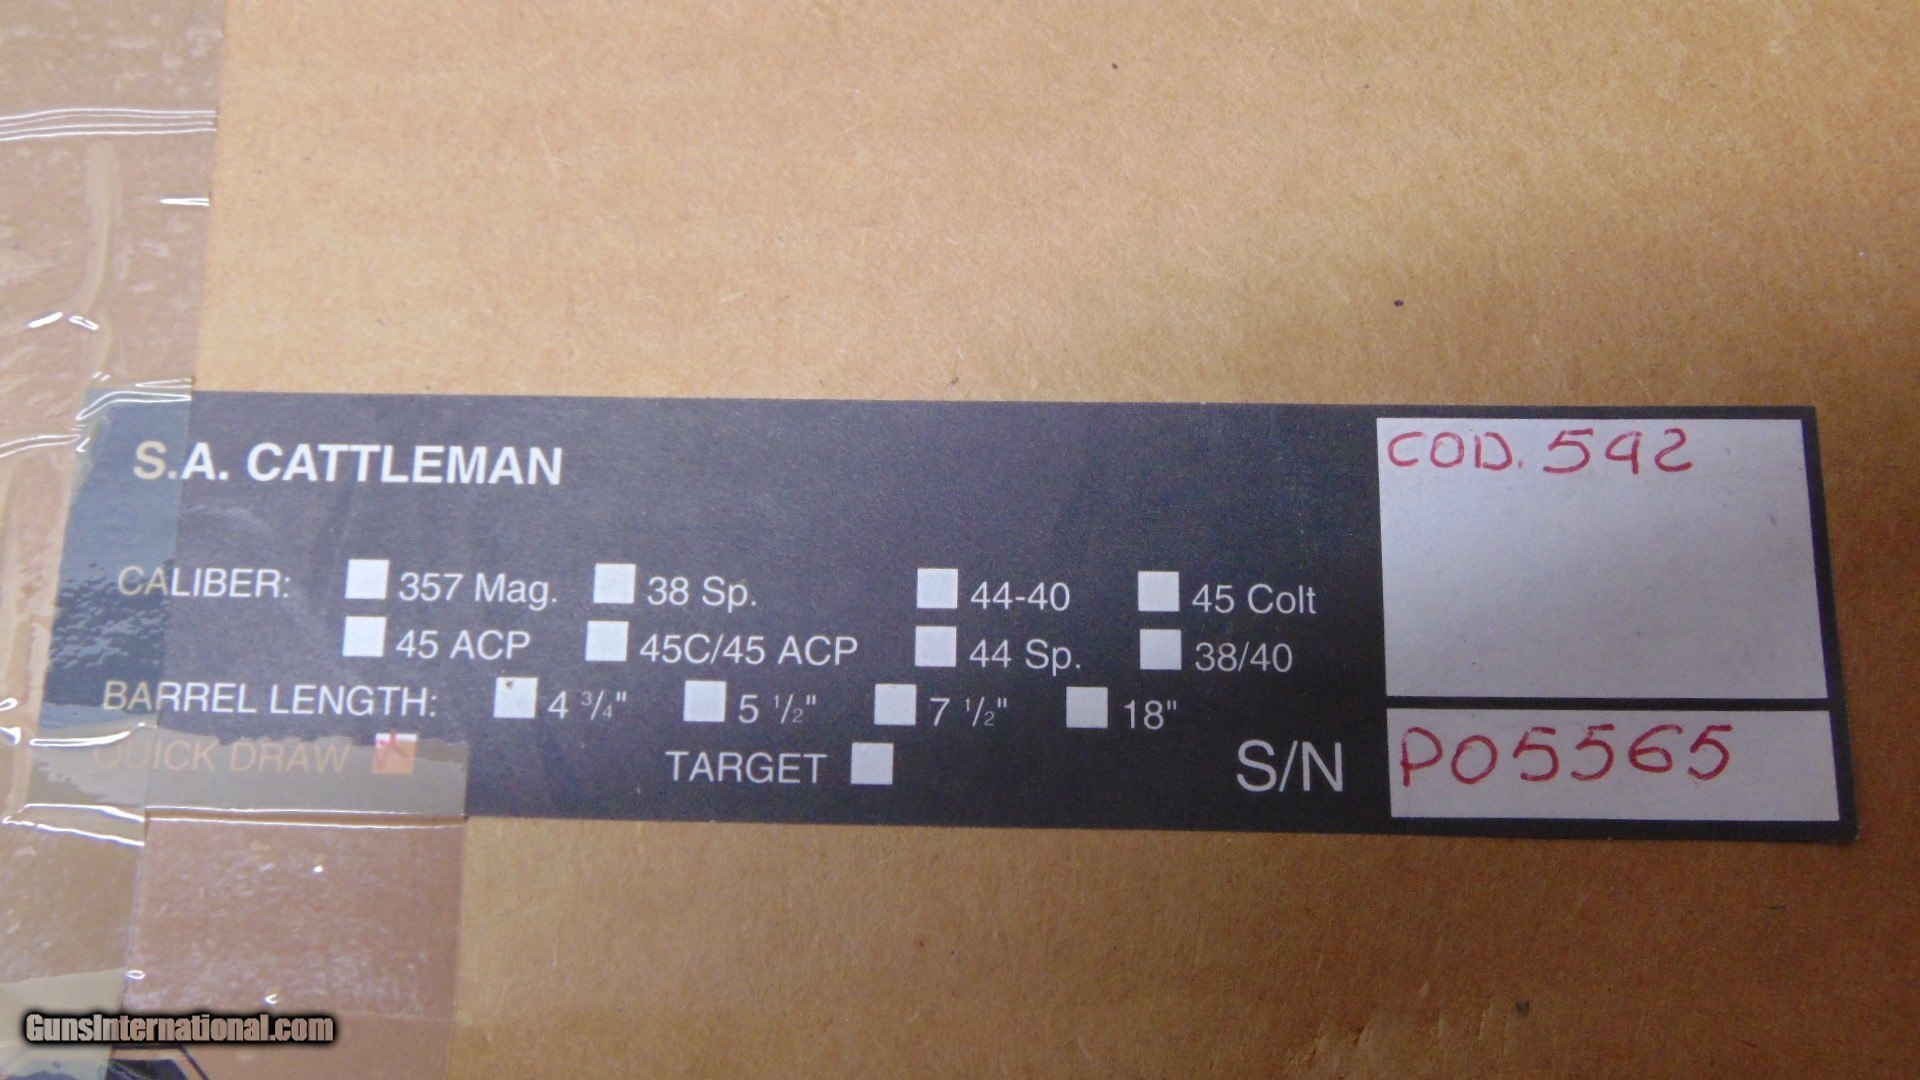 S.A. CATTLEMAN
COD. 592
CALIBER: 357 Mag. 38 Sp. 44-40 45 Colt
45 ACP 45C/45 ACP 44 Sp. 38/40
BARREL LENGTH: 4 3/4" 5 1/2" 7 1/2" 18"
QUICK DRAW X TARGET
S/N P05565
GunsInternational.com